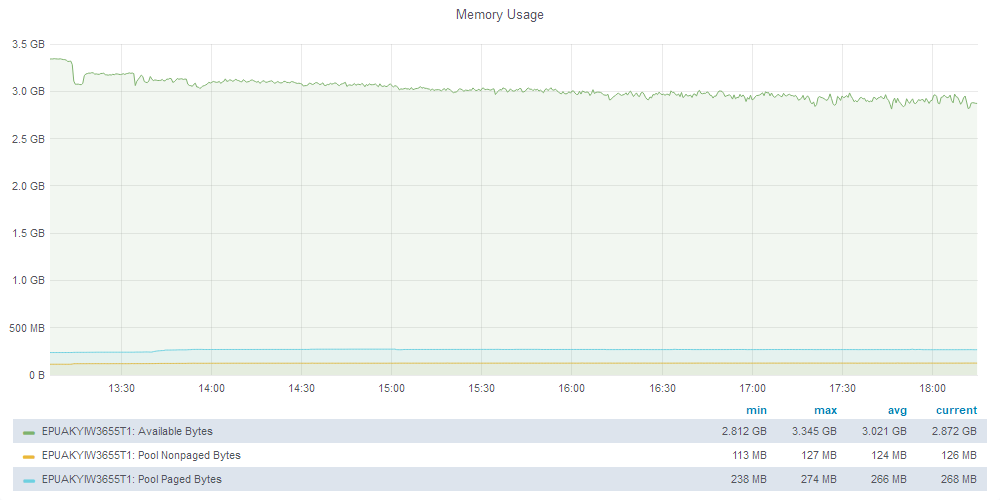 Memory Usage
3.5 GB
3.0 GB
2.5 GB
2.0 GB
1.5 GB
1.0 GB
500 MB
0 B
13:30 14:00 14:30 15:00 15:30 16:00 16:30 17:00 17:30 18:00
min max avg current
EPUAKYIW3655T1: Available Bytes 2.812 GB 3.345 GB 3.021 GB 2.872 GB
EPUAKYIW3655T1: Pool Nonpaged Bytes 113 MB 127 MB 124 MB 126 MB
EPUAKYIW3655T1: Pool Paged Bytes 238 MB 274 MB 266 MB 268 MB